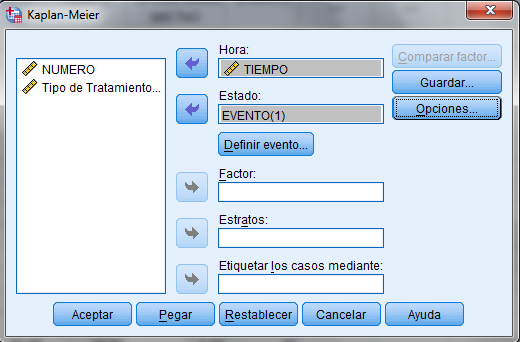 Kaplan-Meier
NUMERO
Tipo de Tratamiento...
Hora:
TIEMPO
Estado:
EVENTO(1)
Definir evento...
Factor:
Estratos:
Etiquetar los casos mediante:
Comparar factor...
Guardar...
Opciones...
Aceptar
Pegar
Restablecer
Cancelar
Ayuda